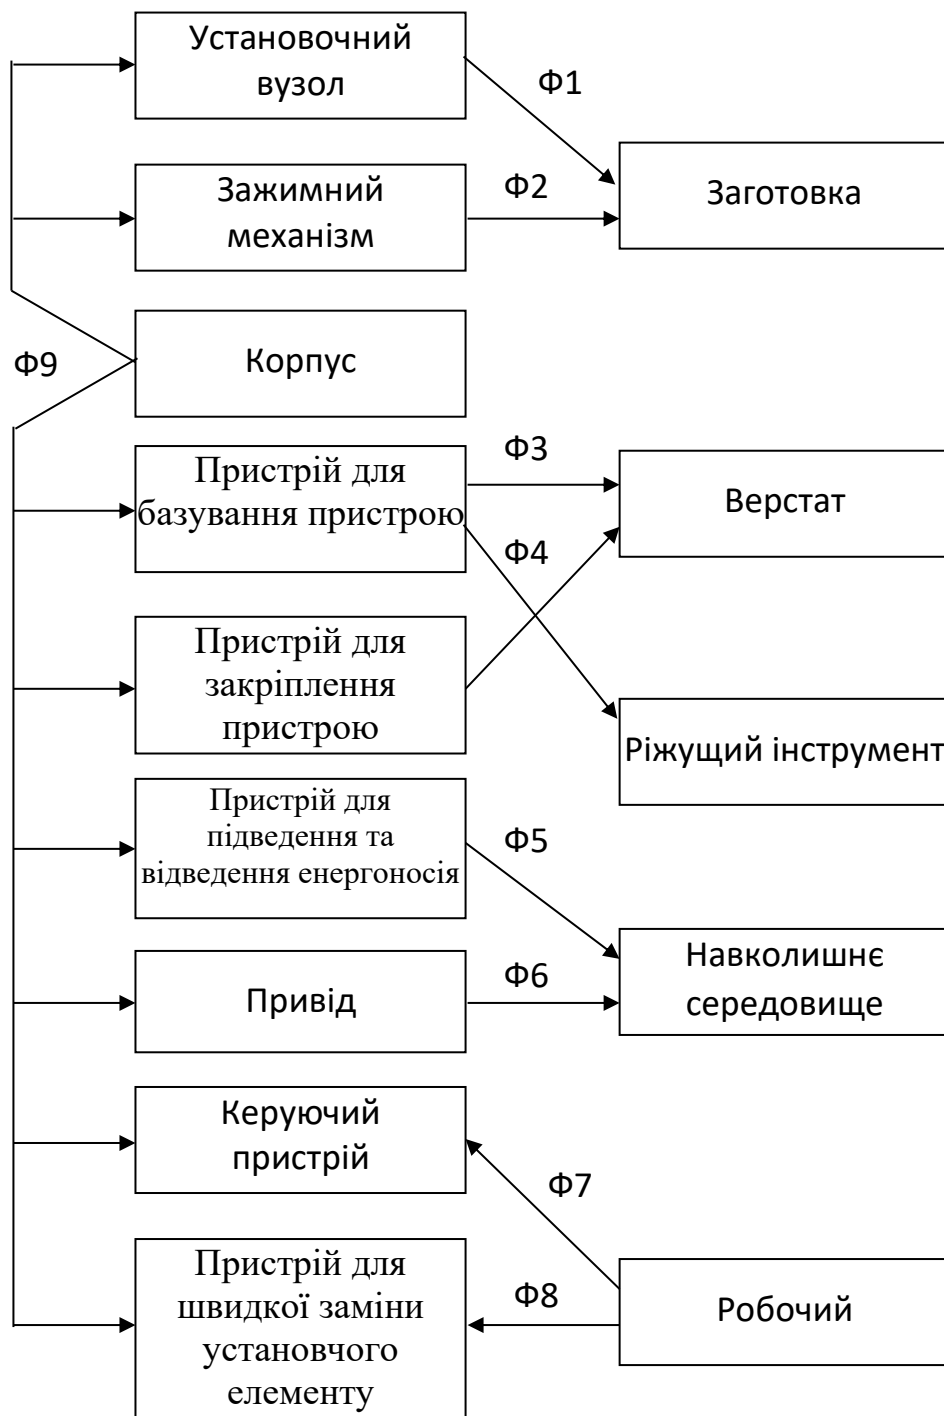 Установочний
вузол
Ф1
Заготовка
Зажимний
механізм
Ф2
Корпус
Ф9
Пристрій для
базування пристрою
Ф3
Верстат
Ф4
Пристрій для
закріплення
пристрою
Ріжущий інструмент
Пристрій для
підведення та
відведення енергоносія
Ф5
Навколишнє
середовище
Привід
Ф6
Керуючий
пристрій
Ф7
Пристрій для
швидкої заміни
установчого
елементу
Ф8
Робочий